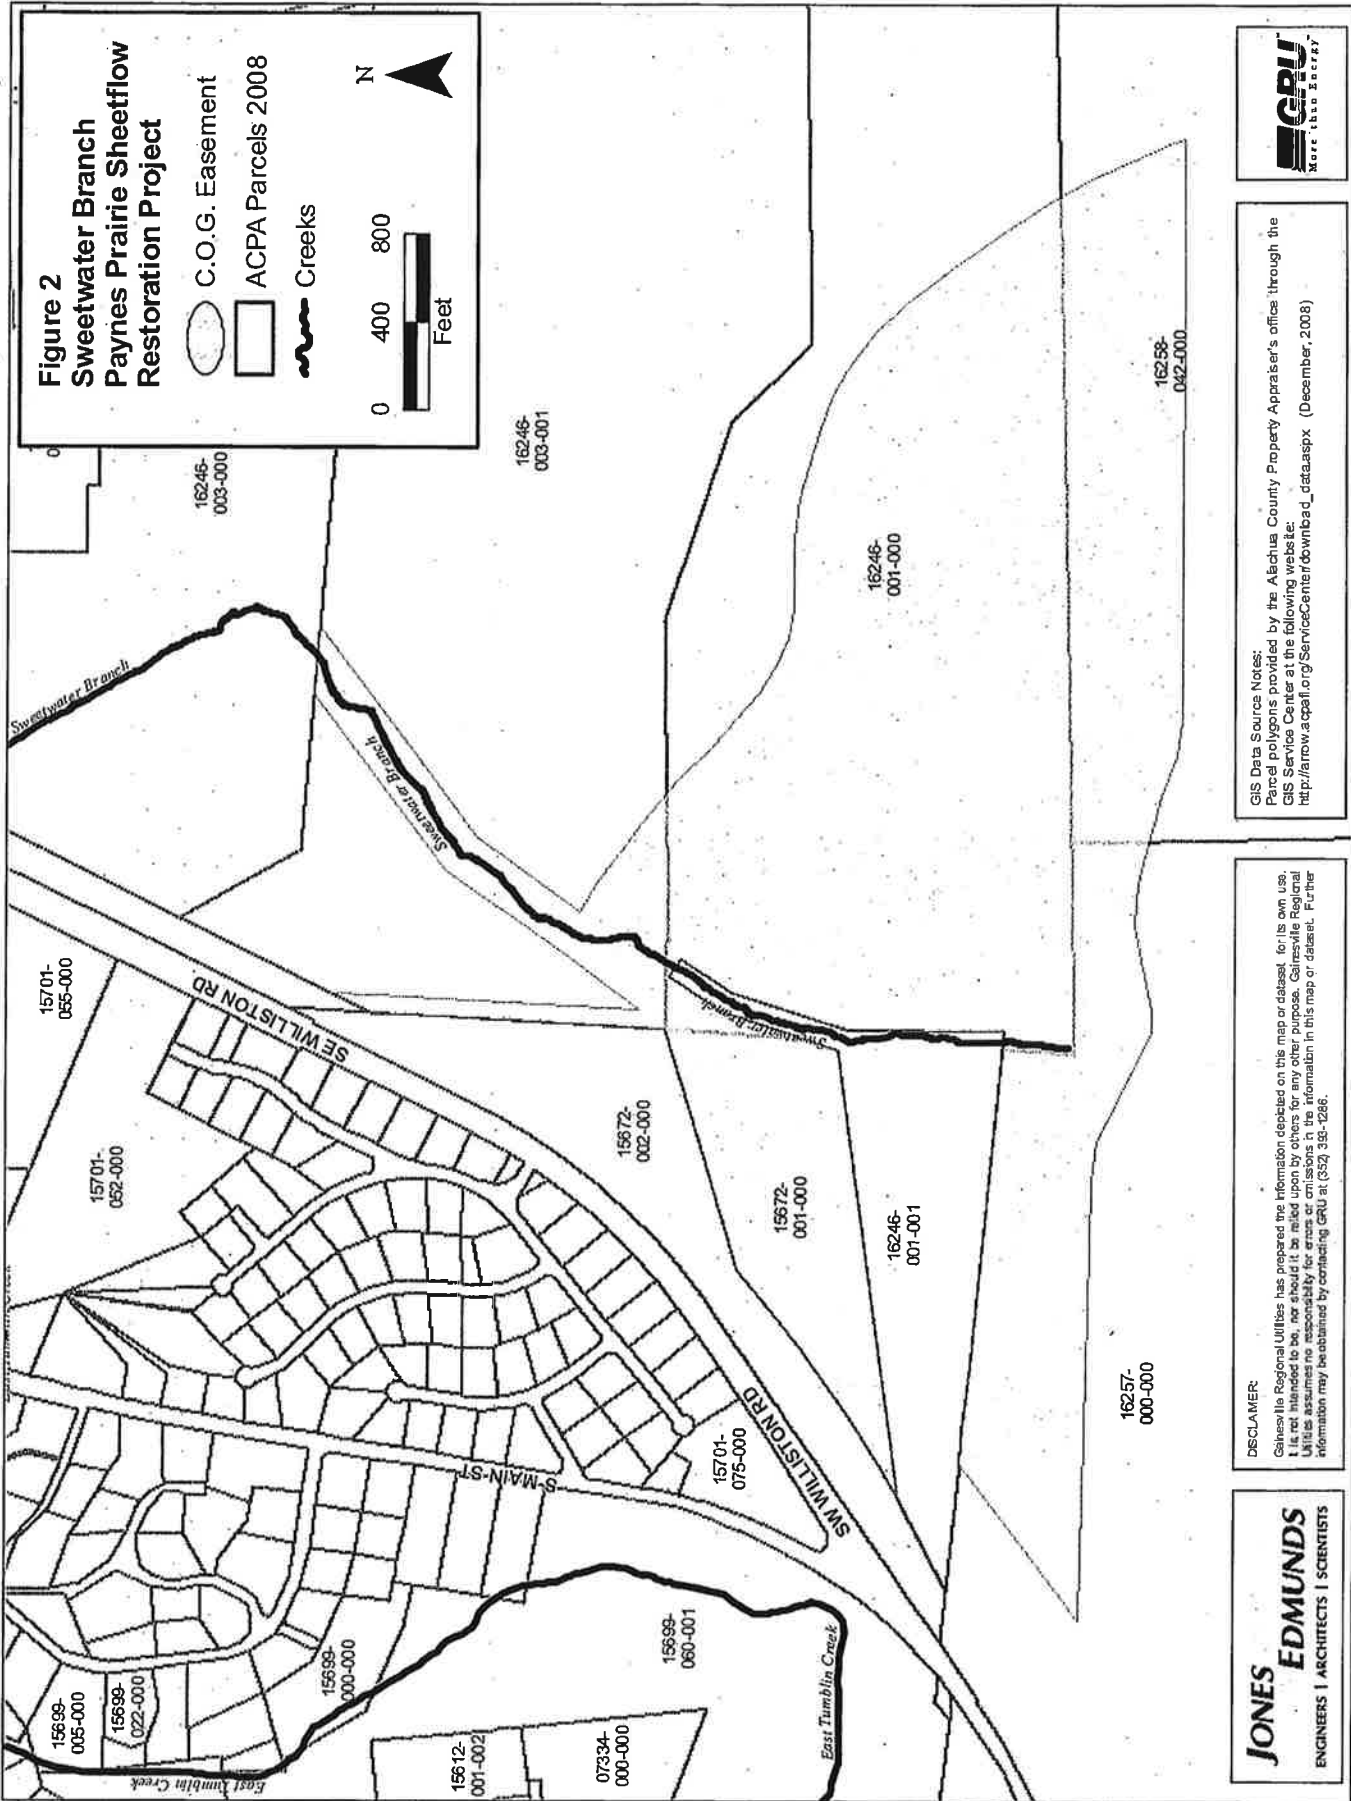 Figure 2
Sweetwater Branch
Paynes Prairie Sheetflow
Restoration Project
C.O.G. Easement
ACPA Parcels 2008
Creeks
0 400 800
Feet
N
0
16246-
003-000
16246-
003-001
Sweetwater Branch
Sweetwater Branch
Sweetwater Branch
16246-
001-000
16258-
042-000
15701-
055-000
SE WILLISTON RD
15701-
052-000
15672-
002-000
15672-
001-000
16246-
001-001
16257-
000-000
S-MAIN-ST
15701-
075-000
SW WILLISTON RD
15699-
005-000
15699-
022-000
15699-
000-000
East Tumblin Creek
15612-
001-002
07334-
000-000
15699-
060-001
East Tumblin Creek
JONES
EDMUNDS
ENGINEERS | ARCHITECTS | SCIENTISTS
DISCLAMER:
Gainesville Regional Utilities has prepared the information depicted on this map or dataset for its own use.
It is not intended to be, nor should it be relied upon by others for any other purpose. Gainesville Regional
Utilities assumes no responsibility for errors or omissions in the information in this map or dataset. Further
information may be obtained by contacting GRU at (352) 393-1286.
GIS Data Source Notes:
Parcel polygons provided by the Alachua County Property Appraiser's office through the
GIS Service Center at the following website:
http://arrow.acpafl.org/ServiceCenter/download_data.aspx (December, 2008)
GRU
More than Energy